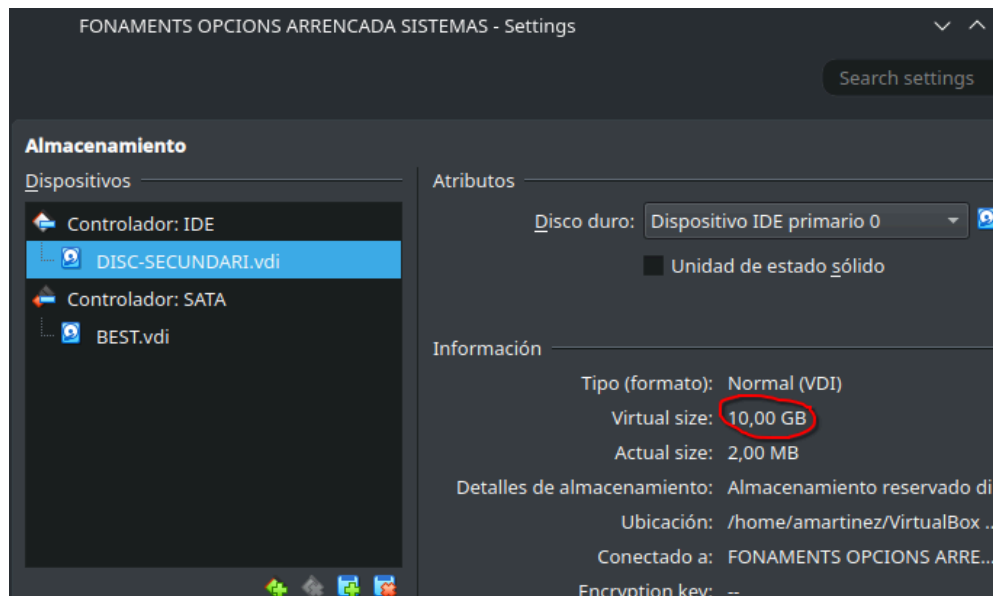 FONAMENTS OPCIONS ARRENCADA SISTEMAS - Settings
Search settings
Almacenamiento
Dispositivos
Controlador: IDE
DISC-SECUNDARI.vdi
Controlador: SATA
BEST.vdi
Atributos
Disco duro: Dispositivo IDE primario 0
Unidad de estado sólido
Información
Tipo (formato): Normal (VDI)
Virtual size: 10,00 GB
Actual size: 2,00 MB
Detalles de almacenamiento: Almacenamiento reservado di
Ubicación: /home/amartinez/VirtualBox ..
Conectado a: FONAMENTS OPCIONS ARRE...
Encryption key: --